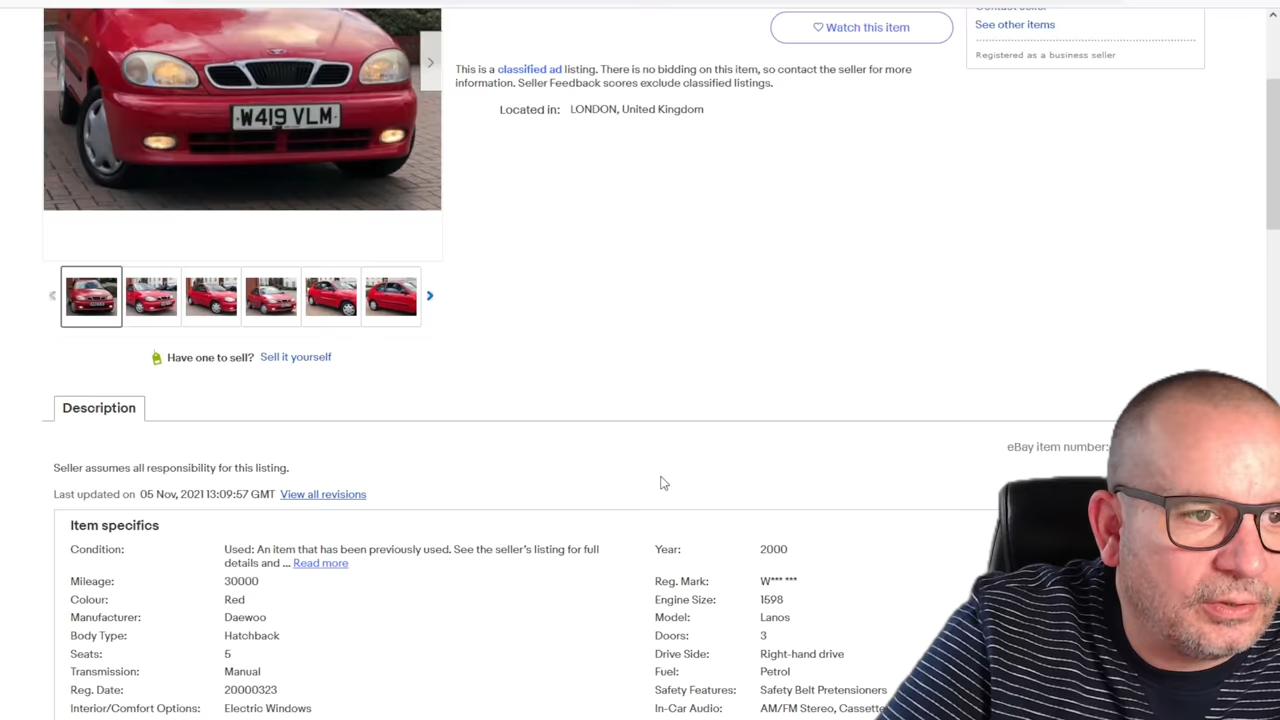 Contact seller
Watch this item
See other items
Registered as a business seller
This is a classified ad listing. There is no bidding on this item, so contact the seller for more
information. Seller Feedback scores exclude classified listings.
Located in: LONDON, United Kingdom
W419 VLM
Have one to sell? Sell it yourself
Description
eBay item number:
Seller assumes all responsibility for this listing.
Last updated on 05 Nov, 2021 13:09:57 GMT View all revisions
Item specifics
Condition: Used: An item that has been previously used. See the seller's listing for full
details and ... Read more
Year: 2000
Mileage: 30000
Reg. Mark: W*** ***
Colour: Red
Engine Size: 1598
Manufacturer: Daewoo
Model: Lanos
Body Type: Hatchback
Doors: 3
Seats: 5
Drive Side: Right-hand drive
Transmission: Manual
Fuel: Petrol
Reg. Date: 20000323
Safety Features: Safety Belt Pretensioners
Interior/Comfort Options: Electric Windows
In-Car Audio: AM/FM Stereo, Cassette